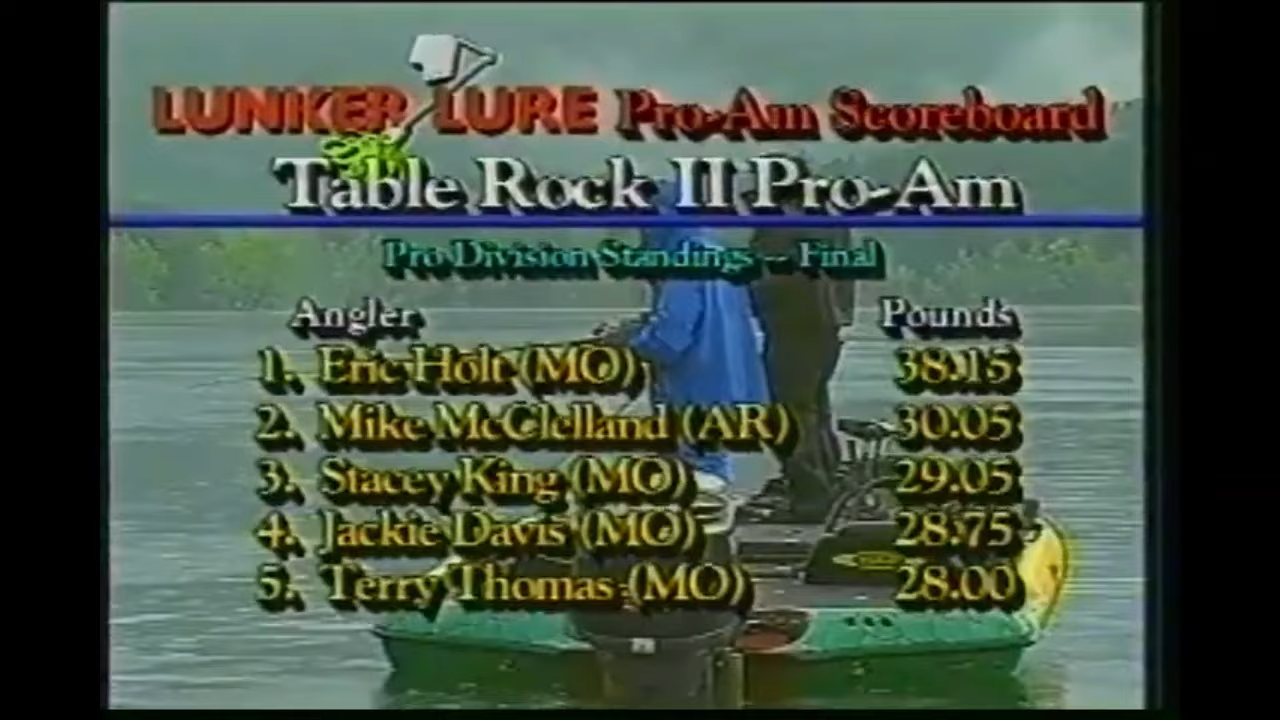 LUNKER LURE Pro-Am Scoreboard
Table Rock II Pro-Am
Pro Division Standings -- Final
Angler Pounds
1. Eric Holt (MO) 38.15
2. Mike McClelland (AR) 30.05
3. Stacey King (MO) 29.05
4. Jackie Davis (MO) 28.75
5. Terry Thomas (MO) 28.00